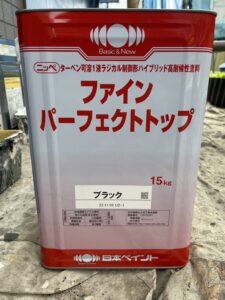 Basic & New
ニッペ ターペン可溶1液ラジカル制御形ハイブリッド高耐候性塗料
ファイン
パーフェクトトップ
15kg
ブラック
日本ペイント